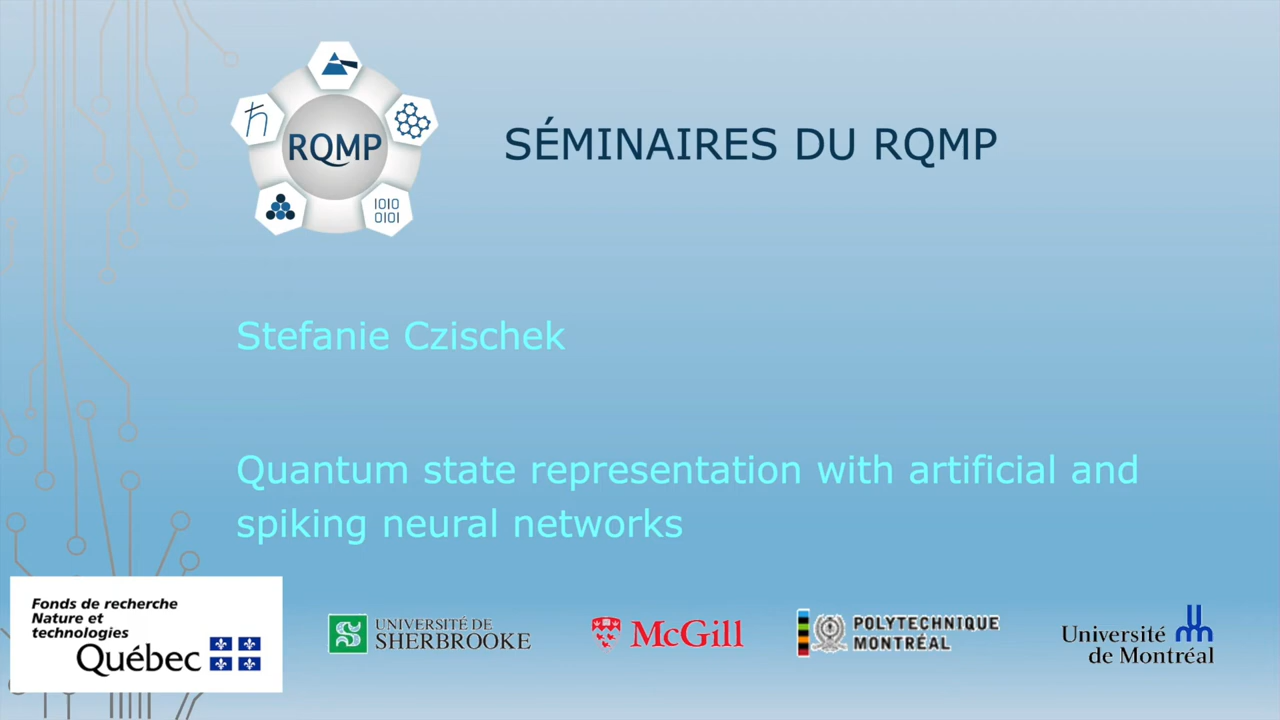 ħ
RQMP
1010
0101
SÉMINAIRES DU RQMP
Stefanie Czischek
Quantum state representation with artificial and
spiking neural networks
Fonds de recherche
Nature et
technologies
Québec
UNIVERSITÉ DE
SHERBROOKE
McGill
POLYTECHNIQUE
MONTRÉAL
Université
de Montréal